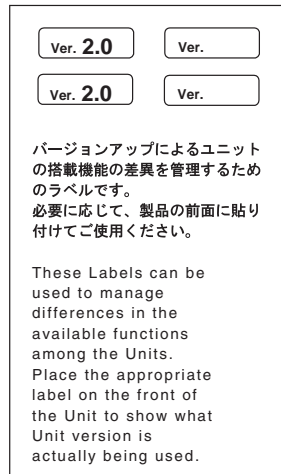 Ver. 2.0 Ver.
Ver. 2.0 Ver.
バージョンアップによるユニット
の搭載機能の差異を管理するため
のラベルです。
必要に応じて、製品の前面に貼り
付けてご使用ください。
These Labels can be
used to manage
differences in the
available functions
among the Units.
Place the appropriate
label on the front of
the Unit to show what
Unit version is
actually being used.